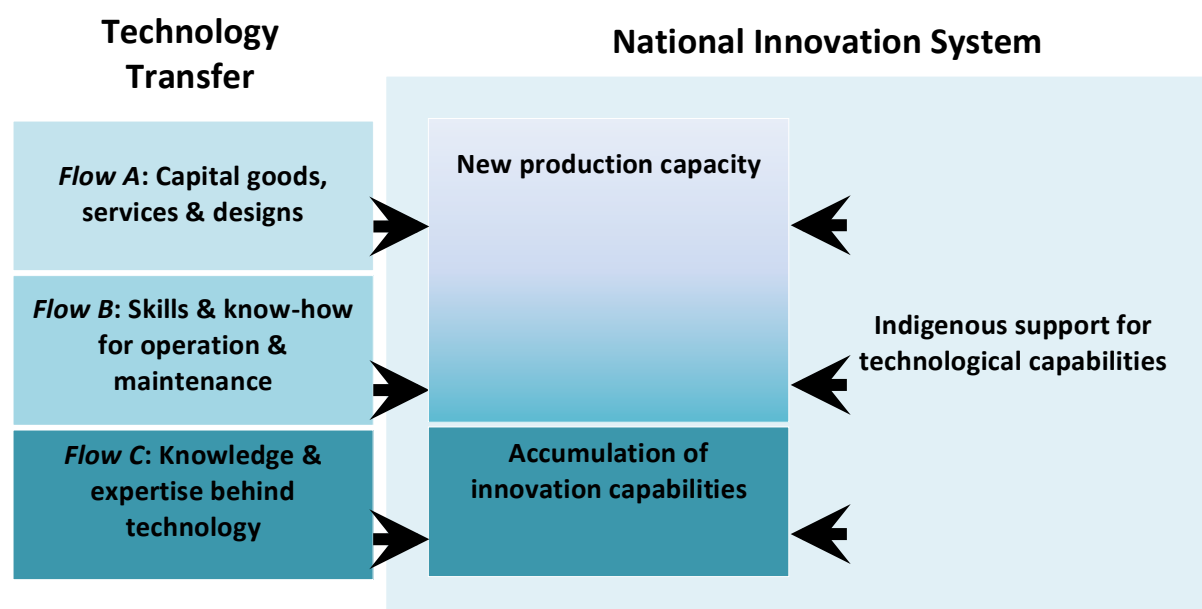 Technology
Transfer
National Innovation System
Flow A: Capital goods,
services & designs
Flow B: Skills & know-how
for operation &
maintenance
Flow C: Knowledge &
expertise behind
technology
New production capacity
Accumulation of
innovation capabilities
Indigenous support for
technological capabilities